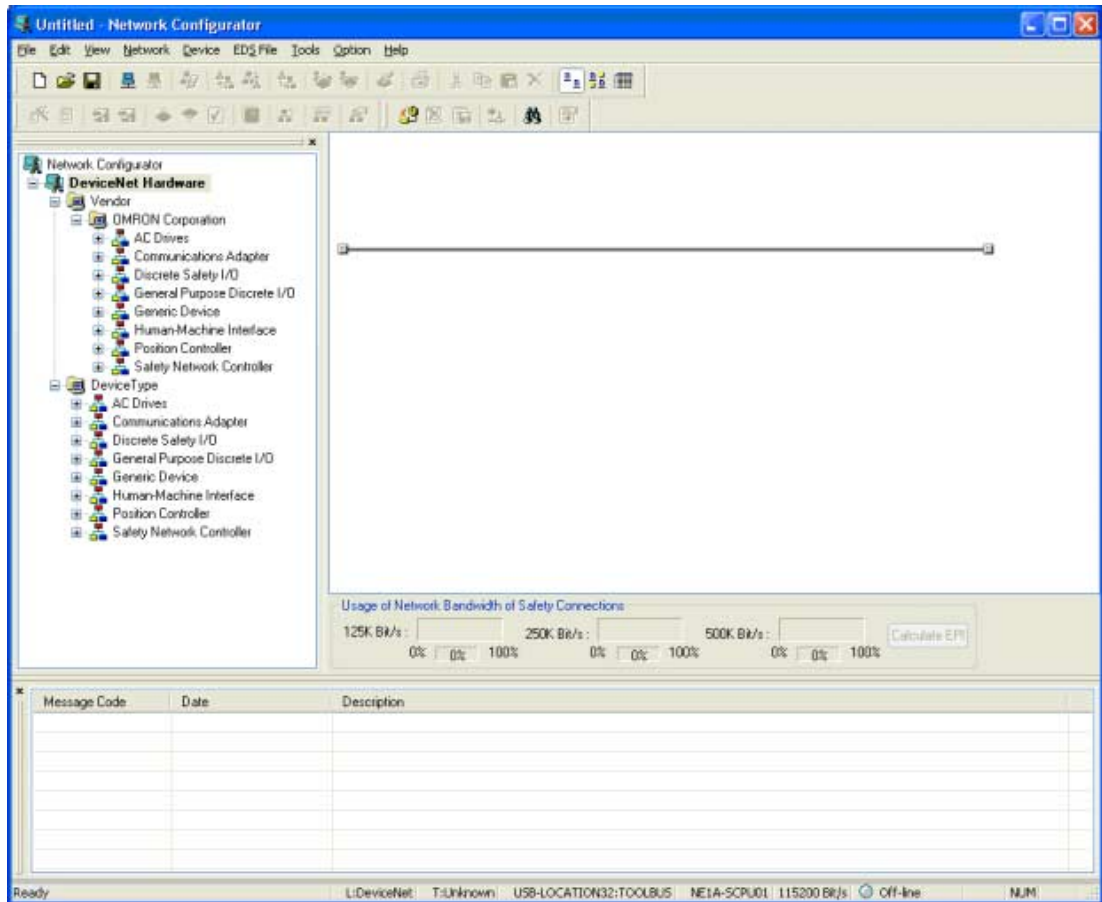 Untitled - Network Configurator
File Edit View Network Device EDS File Tools Option Help
Network Configurator
DeviceNet Hardware
Vendor
OMRON Corporation
AC Drives
Communications Adapter
Discrete Safety I/O
General Purpose Discrete I/O
Generic Device
Human-Machine Interface
Position Controller
Safety Network Controller
DeviceType
AC Drives
Communications Adapter
Discrete Safety I/O
General Purpose Discrete I/O
Generic Device
Human-Machine Interface
Position Controller
Safety Network Controller
Usage of Network Bandwidth of Safety Connections
125K Bit/s : 250K Bit/s : 500K Bit/s : Calculate EPI
0% 0% 100% 0% 0% 100% 0% 0% 100%
Message Code Date Description
Ready L:DeviceNet T:Unknown USB-LOCATION32:TOOLBUS NE1A-SCPU01 115200 Bit/s Off-line NUM